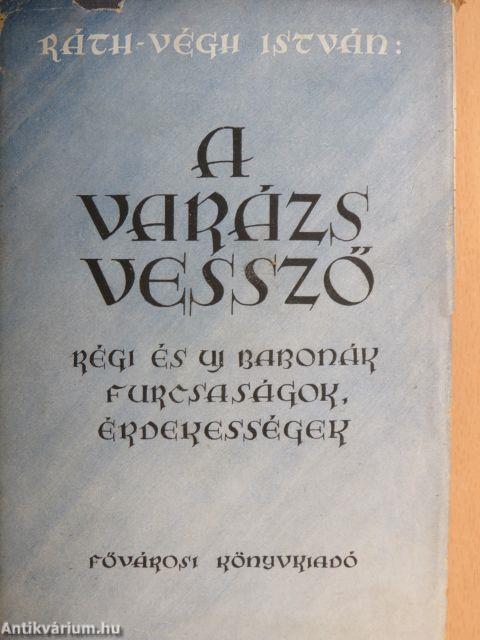 RÁTH-VÉGH ISTVÁN:
A
VARÁZS
VESSZŐ
RÉGI ÉS UJ BABONÁK
FURCSASÁGOK,
ÉRDEKESSÉGEK
FŐVÁROSI KÖNYVKIADÓ
Antikvárium.hu